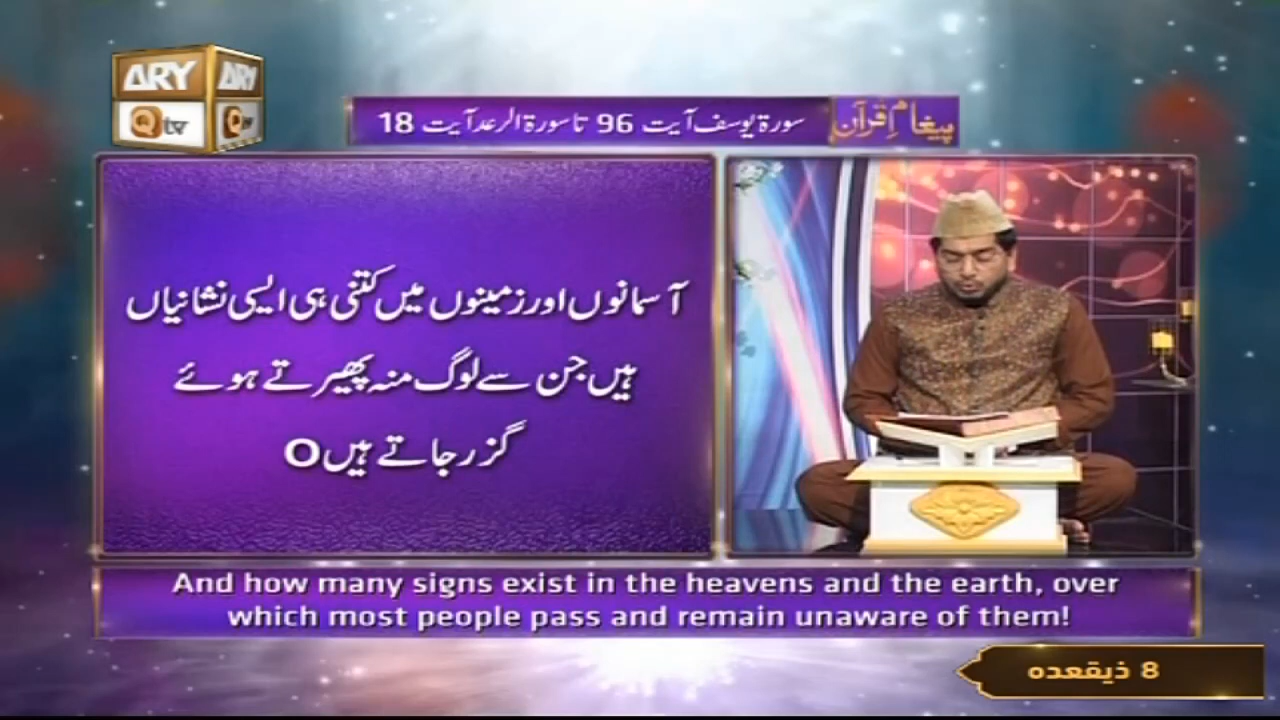 ARY ARY
Qtv Qtv
پیغامِ قرآن
سورۃ یوسف آیت 96 تا سورۃ الرعد آیت 18
آسمانوں اور زمینوں میں کتنی ہی ایسی نشانیاں
ہیں جن سے لوگ منہ پھیرتے ہوئے
گزر جاتے ہیںO
And how many signs exist in the heavens and the earth, over
which most people pass and remain unaware of them!
8 ذیقعدہ